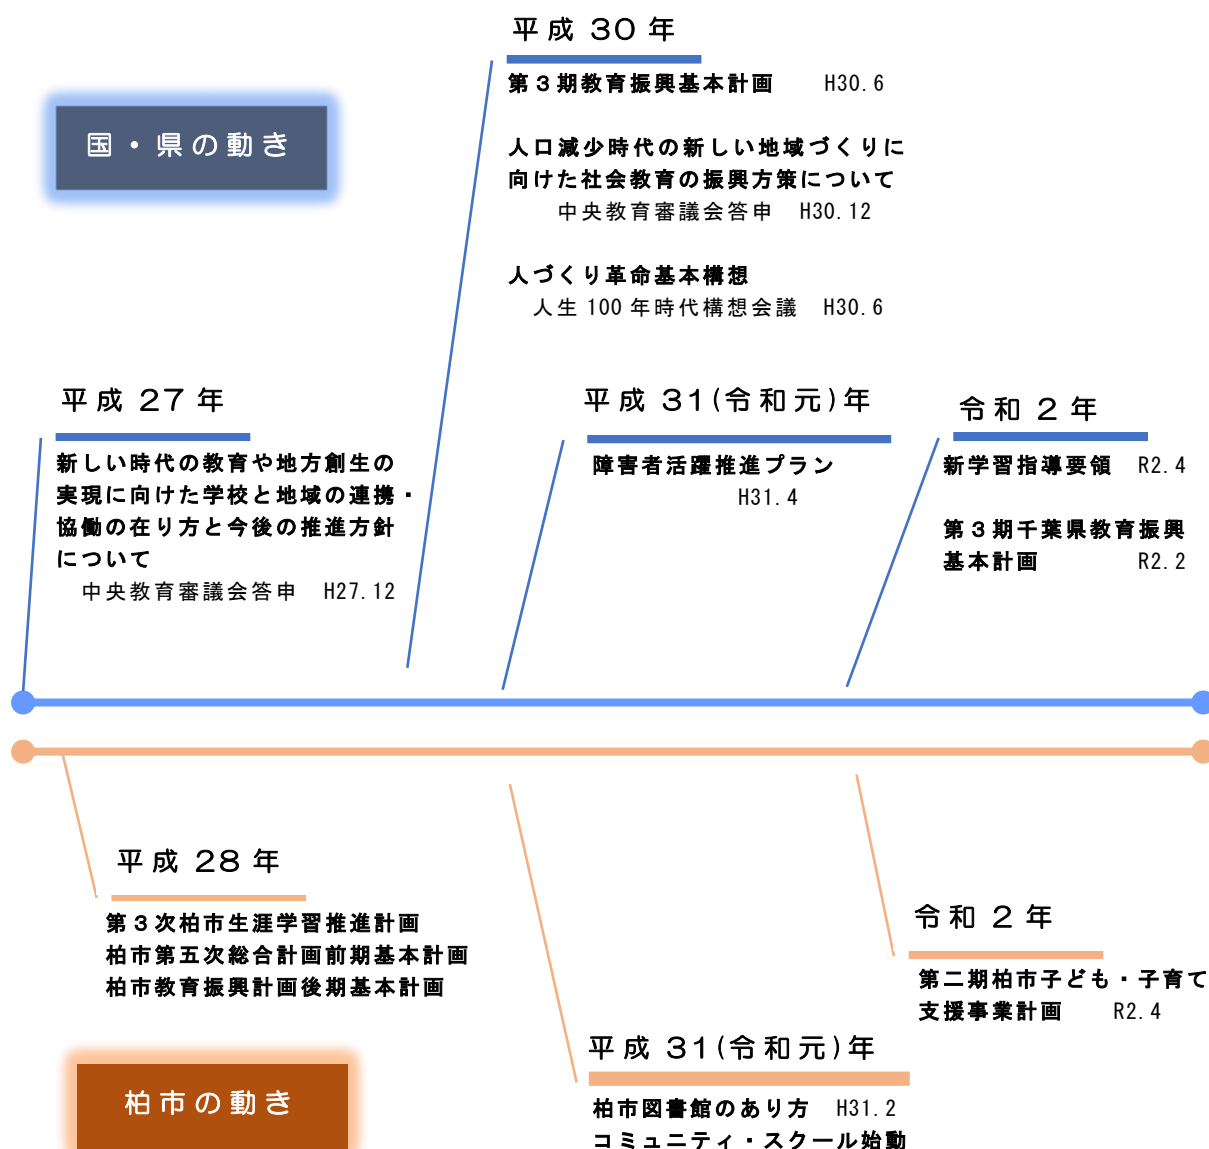 平成 30 年
第３期教育振興基本計画　H30.6
人口減少時代の新しい地域づくりに
向けた社会教育の振興方策について
中央教育審議会答申　H30.12
人づくり革命基本構想
人生 100 年時代構想会議　H30.6
国・県の動き
平成 27 年
新しい時代の教育や地方創生の
実現に向けた学校と地域の連携・
協働の在り方と今後の推進方針
について
中央教育審議会答申　H27.12
平成 31(令和元)年
障害者活躍推進プラン
H31.4
令和 2 年
新学習指導要領　R2.4
第３期千葉県教育振興
基本計画　R2.2
平成 28 年
第３次柏市生涯学習推進計画
柏市第五次総合計画前期基本計画
柏市教育振興計画後期基本計画
令和 2 年
第二期柏市子ども・子育て
支援事業計画　R2.4
平成 31(令和元)年
柏市図書館のあり方　H31.2
コミュニティ・スクール始動
柏市の動き